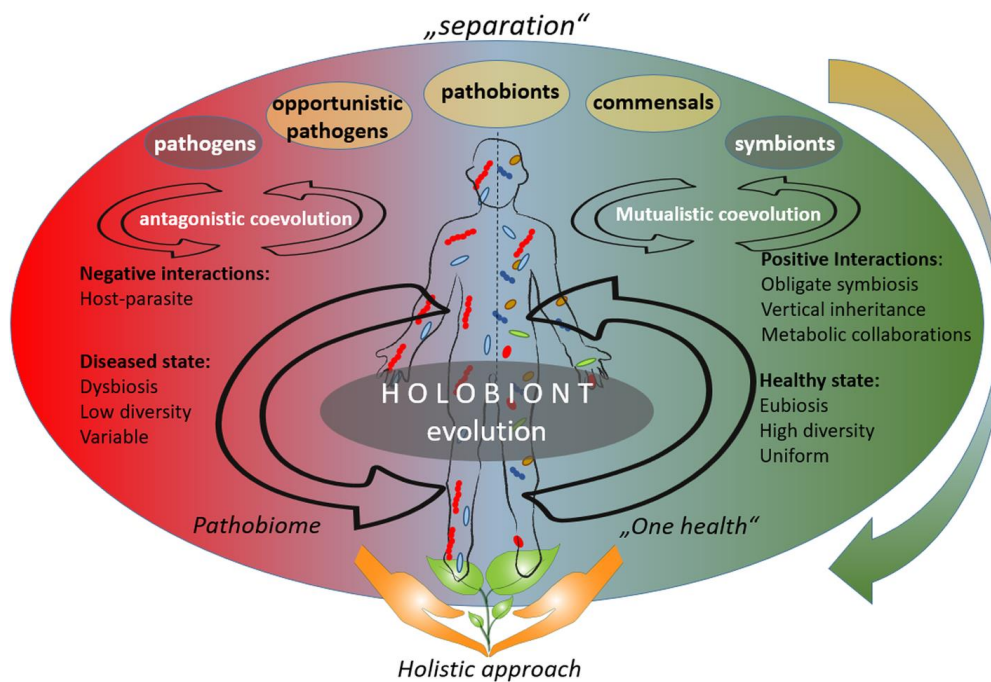 „separation“
pathobionts
opportunistic
pathogens
commensals
pathogens
symbionts
antagonistic coevolution
Mutualistic coevolution
Negative interactions:
Host-parasite
Positive Interactions:
Obligate symbiosis
Vertical inheritance
Metabolic collaborations
Diseased state:
Dysbiosis
Low diversity
Variable
Healthy state:
Eubiosis
High diversity
Uniform
HOLOBIONT
evolution
Pathobiome
„One health“
Holistic approach